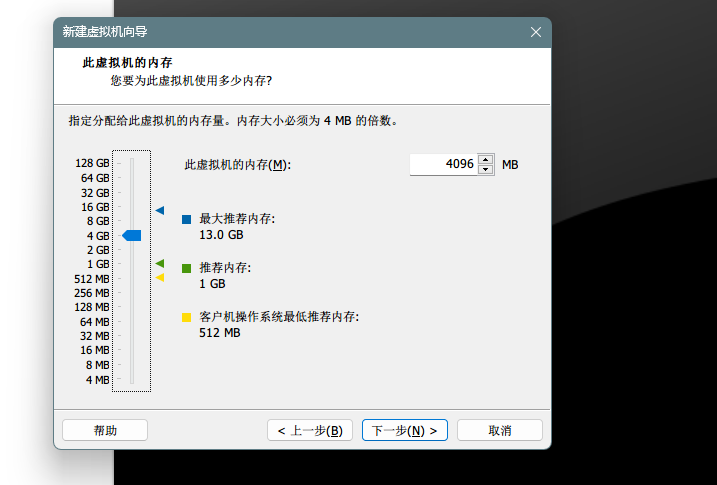 新建虚拟机向导
此虚拟机的内存
您要为此虚拟机使用多少内存?
指定分配给此虚拟机的内存量。内存大小必须为 4 MB 的倍数。
128 GB
64 GB
32 GB
16 GB
8 GB
4 GB
2 GB
1 GB
512 MB
256 MB
128 MB
64 MB
32 MB
16 MB
8 MB
4 MB
此虚拟机的内存(M): 4096 MB
最大推荐内存:
13.0 GB
推荐内存:
1 GB
客户机操作系统最低推荐内存:
512 MB
帮助 < 上一步(B) 下一步(N) > 取消